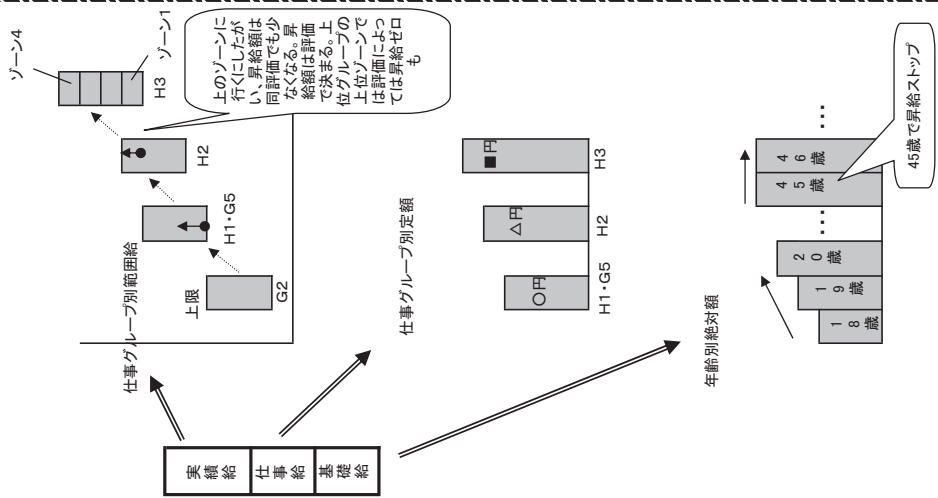 実績給
仕事給
基礎給
仕事グループ別範囲給
上限
G2
H1・G5
H2
H3
ゾーン4
ゾーン1
上のゾーンに
行くにしたが
い、昇給額は
同評価でも少
なくなる。昇
給額は評価
で決まる。上
位グループの
上位ゾーンで
は評価によっ
ては昇給ゼロ
も
仕事グループ別定額
○円
△円
■円
H1・G5
H2
H3
年齢別絶対額
18歳
19歳
20歳
…
45歳
46歳
…
45歳で昇給ストップ